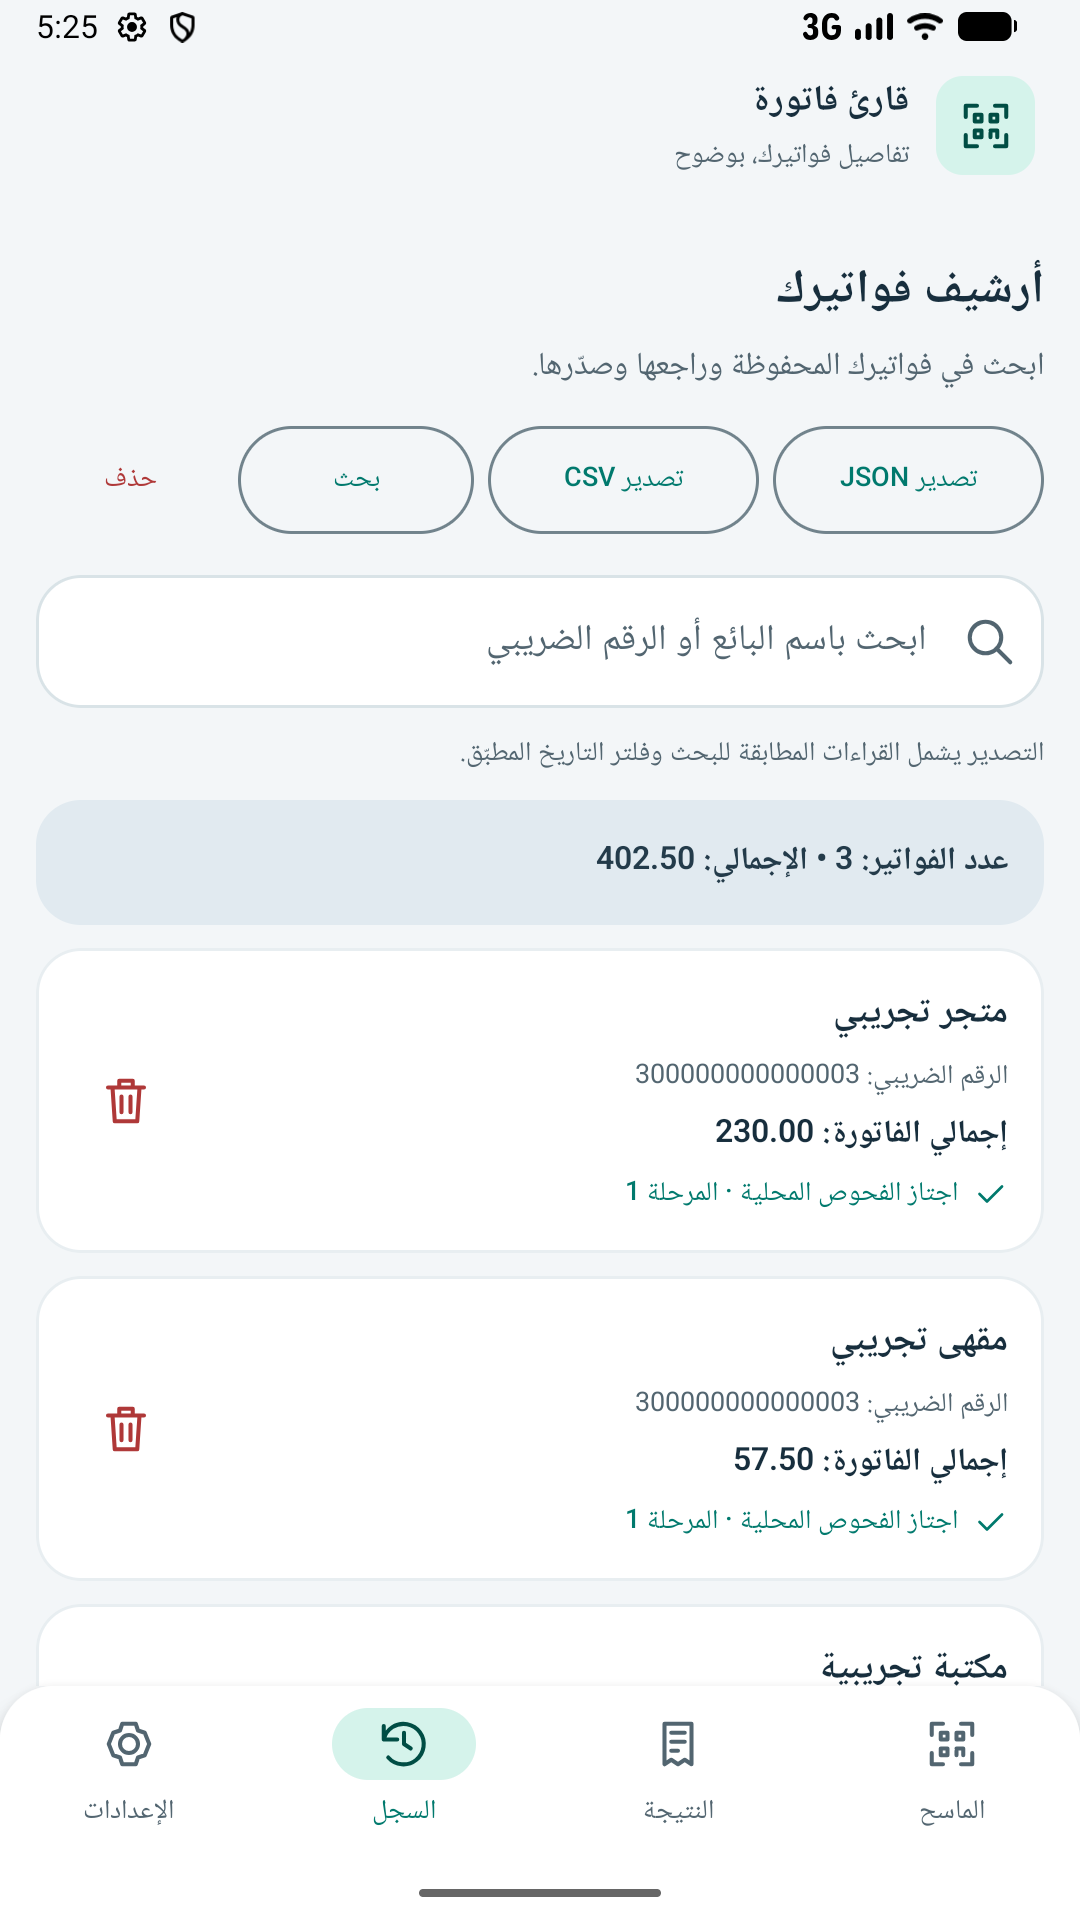 5:25
3G
قارئ فاتورة
تفاصيل فواتيرك، بوضوح
أرشيف فواتيرك
ابحث في فواتيرك المحفوظة وراجعها وصدّرها.
تصدير JSON
تصدير CSV
بحث
حذف
ابحث باسم البائع أو الرقم الضريبي
التصدير يشمل القراءات المطابقة للبحث وفلتر التاريخ المطبّق.
عدد الفواتير: 3 • الإجمالي: 402.50
متجر تجريبي
الرقم الضريبي: 300000000000003
إجمالي الفاتورة: 230.00
اجتاز الفحوص المحلية · المرحلة 1
مقهى تجريبي
الرقم الضريبي: 300000000000003
إجمالي الفاتورة: 57.50
اجتاز الفحوص المحلية · المرحلة 1
مكتبة تجريبية
الماسح
النتيجة
السجل
الإعدادات